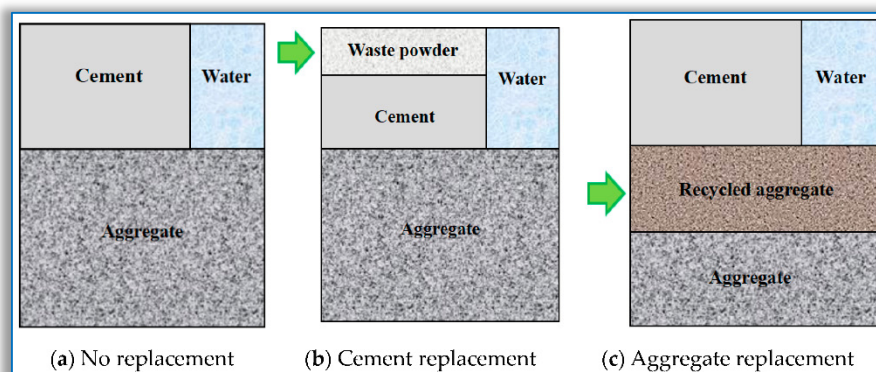 Cement
Water
Aggregate
(a) No replacement
Waste powder
Cement
Water
Aggregate
(b) Cement replacement
Cement
Water
Recycled aggregate
Aggregate
(c) Aggregate replacement